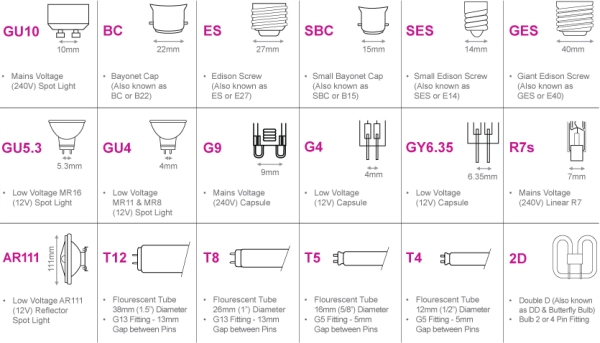 GU10
10mm
Mains Voltage
(240V) Spot Light
BC
22mm
Bayonet Cap
(Also known as
BC or B22)
ES
27mm
Edison Screw
(Also known as
ES or E27)
SBC
15mm
Small Bayonet Cap
(Also known as
SBC or B15)
SES
14mm
Small Edison Screw
(Also known as
SES or E14)
GES
40mm
Giant Edison Screw
(Also known as
GES or E40)
GU5.3
5.3mm
Low Voltage MR16
(12V) Spot Light
GU4
4mm
Low Voltage
MR11 & MR8
(12V) Spot Light
G9
9mm
Mains Voltage
(240V) Capsule
G4
4mm
Low Voltage
(12V) Capsule
GY6.35
6.35mm
Low Voltage
(12V) Capsule
R7s
7mm
Mains Voltage
(240V) Linear R7
AR111
111mm
Low Voltage AR111
(12V) Reflector
Spot Light
T12
Flourescent Tube
38mm (1.5") Diameter
G13 Fitting - 13mm
Gap between Pins
T8
Flourescent Tube
26mm (1") Diameter
G13 Fitting - 13mm
Gap between Pins
T5
Flourescent Tube
16mm (5/8") Diameter
G5 Fitting - 5mm
Gap between Pins
T4
Flourescent Tube
12mm (1/2") Diameter
G5 Fitting - 5mm
Gap between Pins
2D
Double D (Also known
as DD & Butterfly Bulb)
Bulb 2 or 4 Pin Fitting